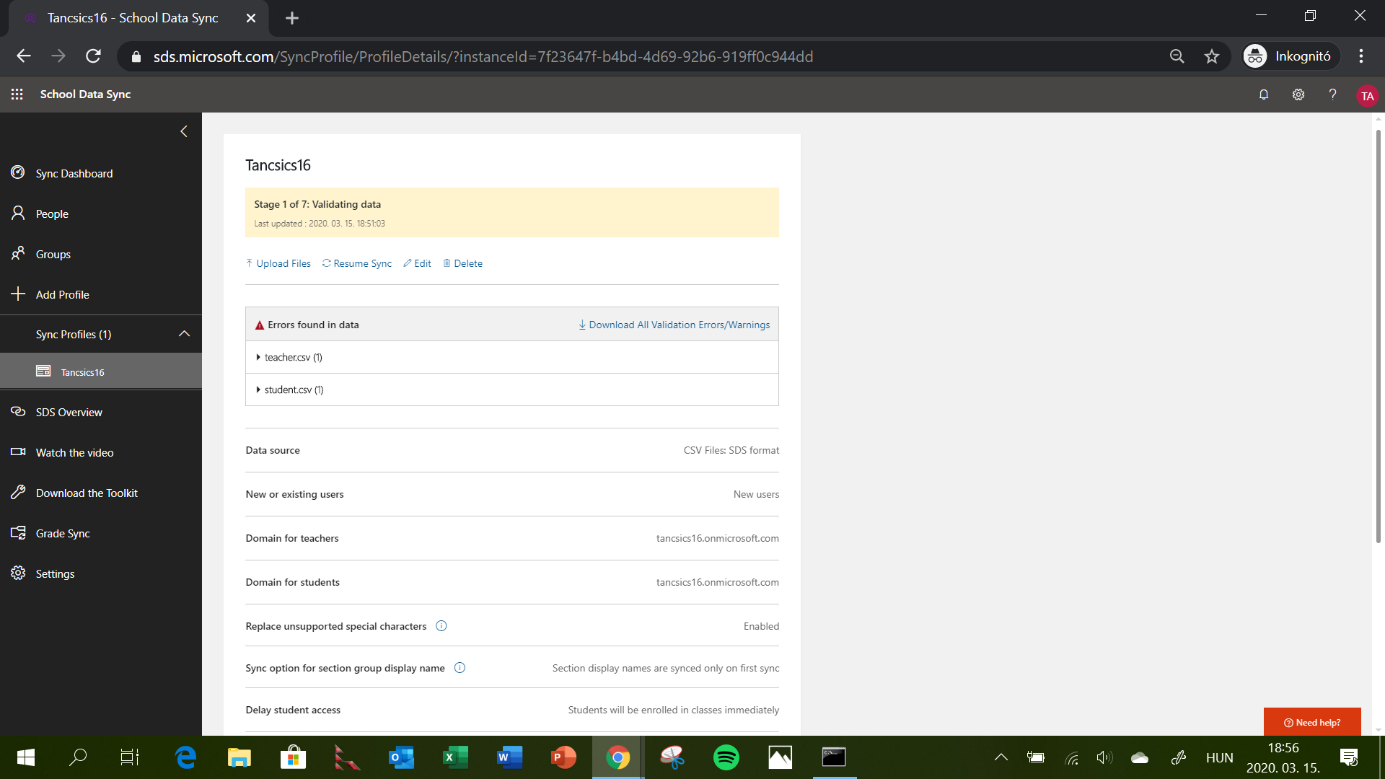 Tancsics16 - School Data Sync
sds.microsoft.com/SyncProfile/ProfileDetails/?instanceId=7f23647f-b4bd-4d69-92b6-919ff0c944dd
Inkognitó
School Data Sync
TA
Sync Dashboard
People
Groups
Add Profile
Sync Profiles (1)
Tancsics16
SDS Overview
Watch the video
Download the Toolkit
Grade Sync
Settings
Tancsics16
Stage 1 of 7: Validating data
Last updated : 2020. 03. 15. 18:51:03
Upload Files Resume Sync Edit Delete
Errors found in data Download All Validation Errors/Warnings
teacher.csv (1)
student.csv (1)
Data source CSV Files: SDS format
New or existing users New users
Domain for teachers tancsics16.onmicrosoft.com
Domain for students tancsics16.onmicrosoft.com
Replace unsupported special characters Enabled
Sync option for section group display name Section display names are synced only on first sync
Delay student access Students will be enrolled in classes immediately
Need help?
HUN
18:56
2020. 03. 15.